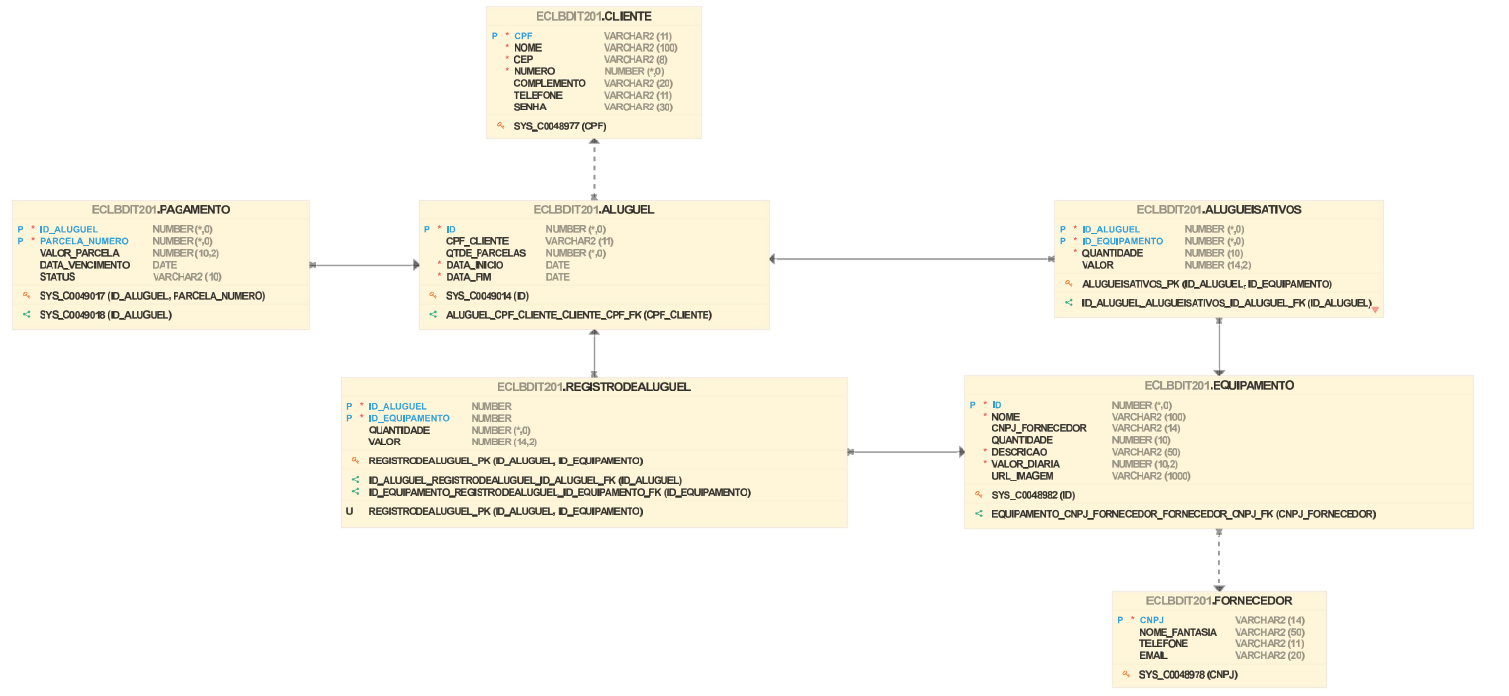 ECLBDIT201.CLIENTE
P * CPF VARCHAR2 (11)
* NOME VARCHAR2 (100)
* CEP VARCHAR2 (8)
* NUMERO NUMBER (*,0)
COMPLEMENTO VARCHAR2 (20)
TELEFONE VARCHAR2 (11)
SENHA VARCHAR2 (30)
SYS_C0048977 (CPF)
ECLBDIT201.PAGAMENTO
P * ID_ALUGUEL NUMBER (*,0)
P * PARCELA_NUMERO NUMBER (*,0)
VALOR_PARCELA NUMBER (10,2)
DATA_VENCIMENTO DATE
STATUS VARCHAR2 (10)
SYS_C0049017 (ID_ALUGUEL, PARCELA_NUMERO)
SYS_C0049018 (ID_ALUGUEL)
ECLBDIT201.ALUGUEL
P * ID NUMBER (*,0)
CPF_CLIENTE VARCHAR2 (11)
QTDE_PARCELAS NUMBER (*,0)
* DATA_INICIO DATE
* DATA_FIM DATE
SYS_C0049014 (ID)
ALUGUEL_CPF_CLIENTE_CLIENTE_CPF_FK (CPF_CLIENTE)
ECLBDIT201.ALUGUEISATIVOS
P * ID_ALUGUEL NUMBER (*,0)
P * ID_EQUIPAMENTO NUMBER (*,0)
* QUANTIDADE NUMBER (10)
VALOR NUMBER (14,2)
ALUGUEISATIVOS_PK (ID_ALUGUEL, ID_EQUIPAMENTO)
ID_ALUGUEL_ALUGUEISATIVOS_ID_ALUGUEL_FK (ID_ALUGUEL)
ECLBDIT201.REGISTRODEALUGUEL
P * ID_ALUGUEL NUMBER
P * ID_EQUIPAMENTO NUMBER
QUANTIDADE NUMBER (*,0)
VALOR NUMBER (14,2)
REGISTRODEALUGUEL_PK (ID_ALUGUEL, ID_EQUIPAMENTO)
ID_ALUGUEL_REGISTRODEALUGUEL_ID_ALUGUEL_FK (ID_ALUGUEL)
ID_EQUIPAMENTO_REGISTRODEALUGUEL_ID_EQUIPAMENTO_FK (ID_EQUIPAMENTO)
U REGISTRODEALUGUEL_PK (ID_ALUGUEL, ID_EQUIPAMENTO)
ECLBDIT201.EQUIPAMENTO
P * ID NUMBER (*,0)
* NOME VARCHAR2 (100)
CNPJ_FORNECEDOR VARCHAR2 (14)
QUANTIDADE NUMBER (10)
* DESCRICAO VARCHAR2 (50)
* VALOR_DIARIA NUMBER (10,2)
URL_IMAGEM VARCHAR2 (1000)
SYS_C0048982 (ID)
EQUIPAMENTO_CNPJ_FORNECEDOR_FORNECEDOR_CNPJ_FK (CNPJ_FORNECEDOR)
ECLBDIT201.FORNECEDOR
P * CNPJ VARCHAR2 (14)
NOME_FANTASIA VARCHAR2 (50)
TELEFONE VARCHAR2 (11)
EMAIL VARCHAR2 (20)
SYS_C0048978 (CNPJ)